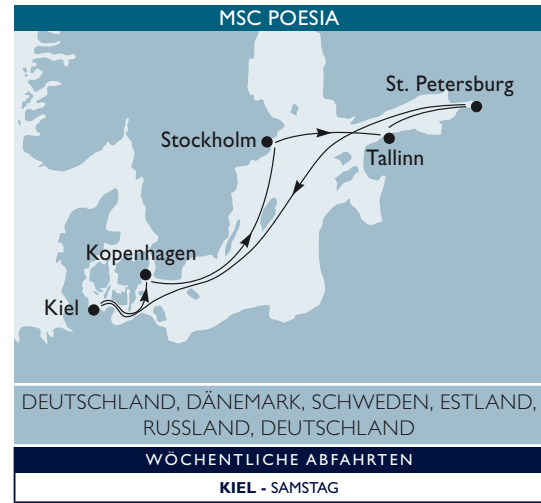 MSC POESIA
St. Petersburg
Stockholm
Tallinn
Kopenhagen
Kiel
DEUTSCHLAND, DÄNEMARK, SCHWEDEN, ESTLAND,
RUSSLAND, DEUTSCHLAND
WÖCHENTLICHE ABFAHRTEN
KIEL - SAMSTAG